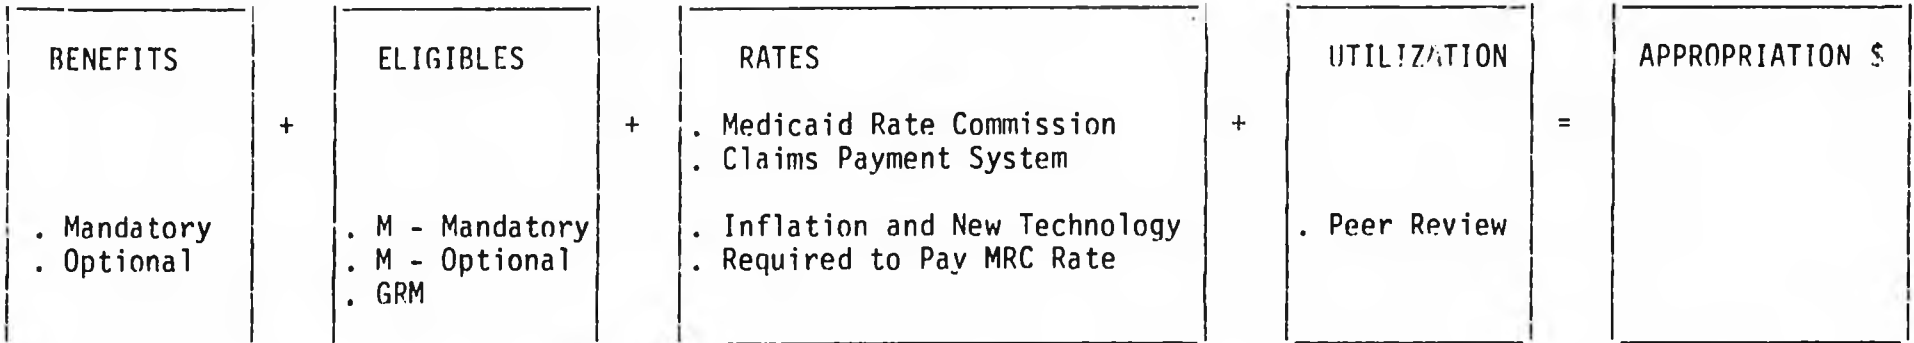 BENEFITS ELIGIBLES RATES UTILIZATION APPROPRIATION $
+ + . Medicaid Rate Commission + =
. Claims Payment System
. Mandatory . M - Mandatory . Inflation and New Technology . Peer Review
. Optional . M - Optional . Required to Pay MRC Rate
. GRM